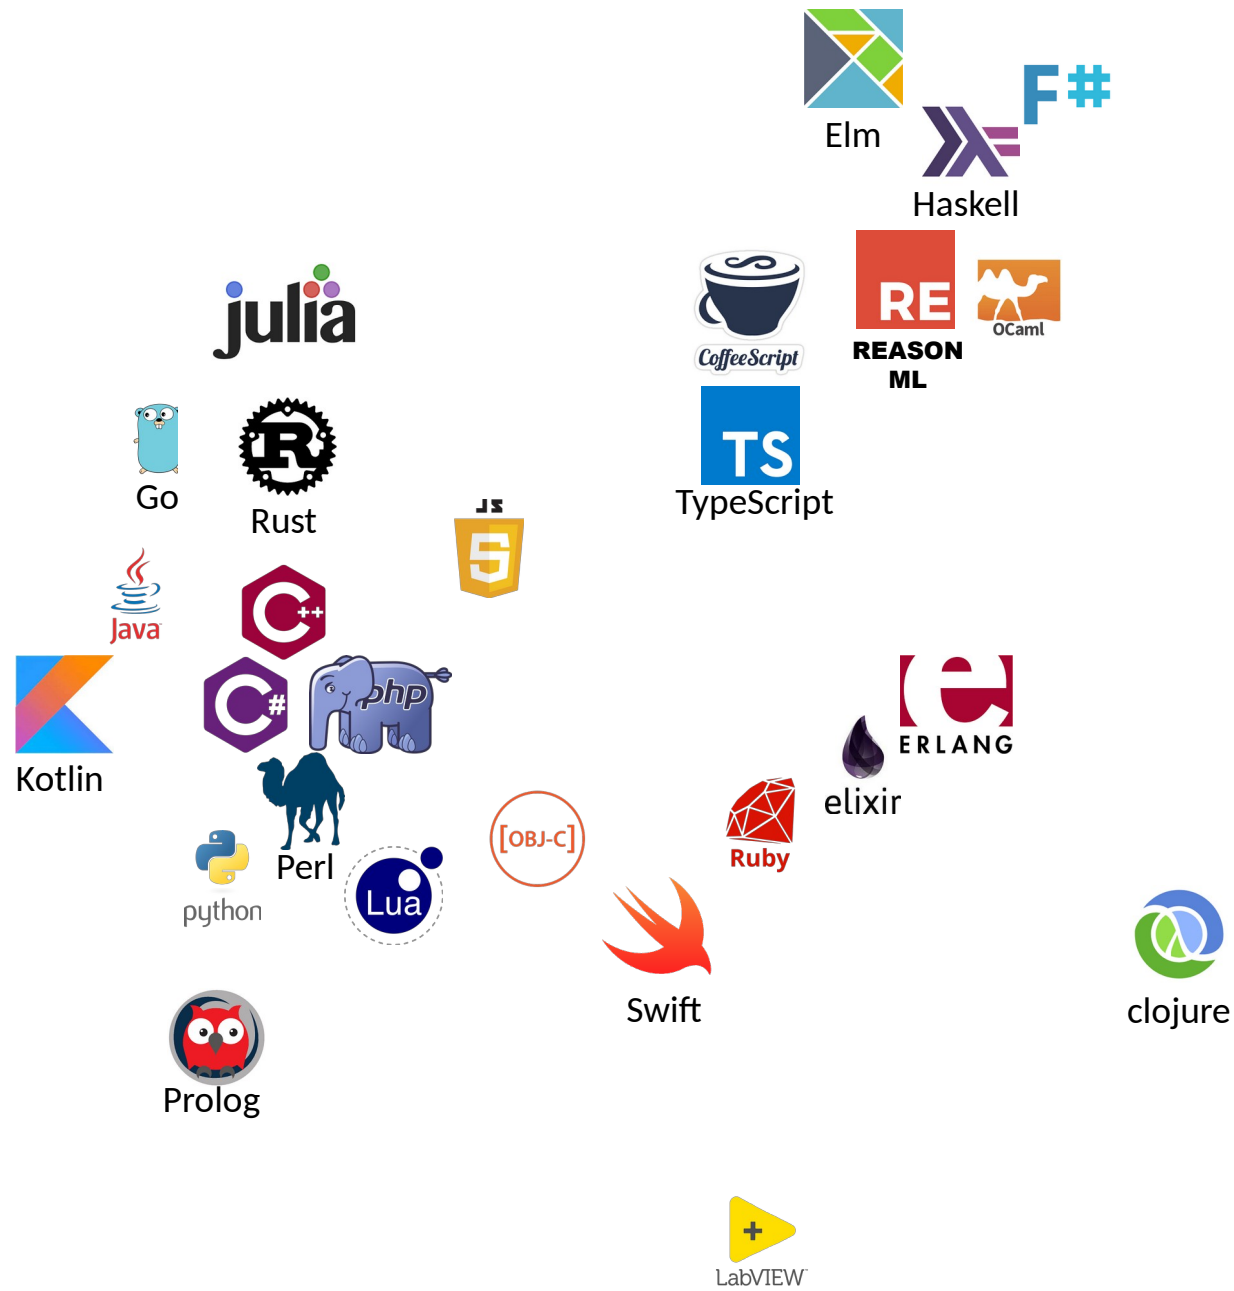 Elm
F#
Haskell
julia
CoffeeScript
RE
REASON
ML
OCaml
Go
R
Rust
TS
TypeScript
JS
5
Java
C++
C#
php
Kotlin
e
ERLANG
elixir
Ruby
[OBJ-C]
Perl
python
Lua
Swift
clojure
Prolog
+
LabVIEW